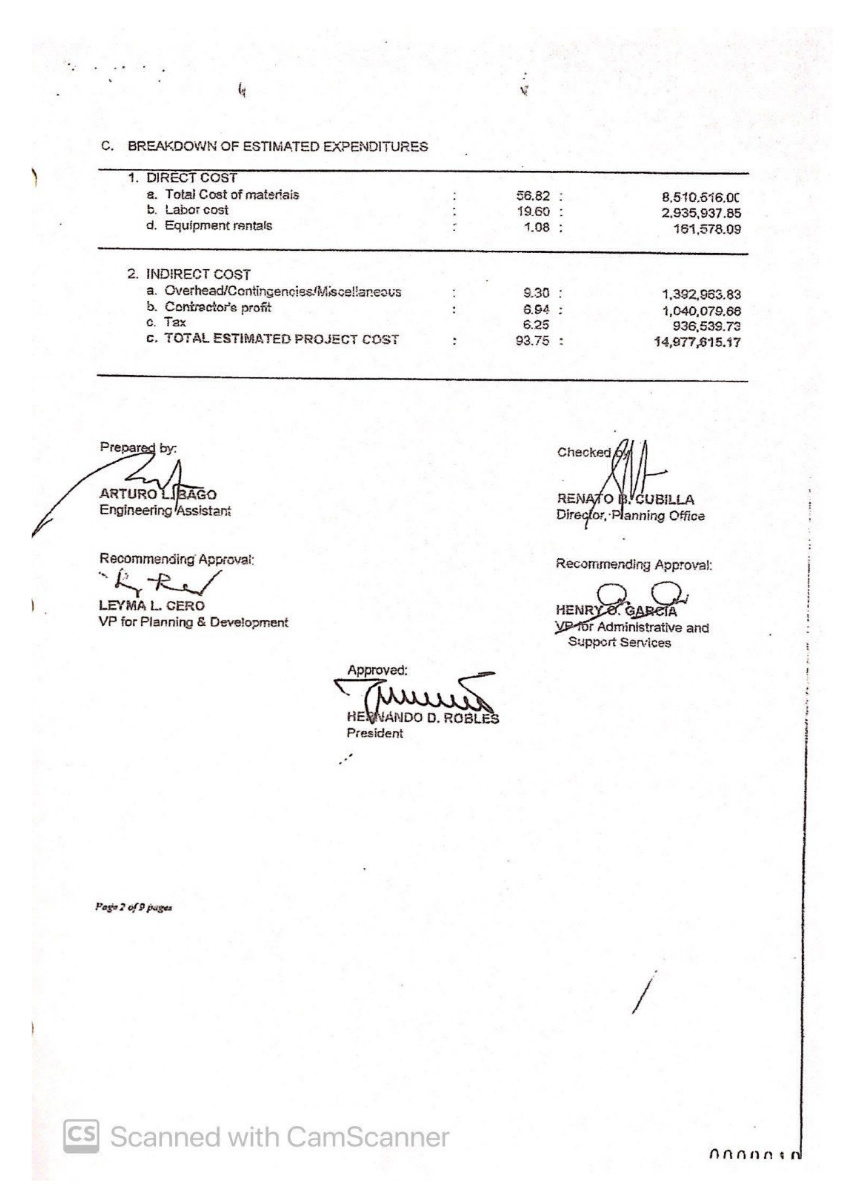 C. BREAKDOWN OF ESTIMATED EXPENDITURES
1. DIRECT COST
a. Total Cost of materials : 56.82 : 8,510,516.00
b. Labor cost : 19.60 : 2,935,937.85
d. Equipment rentals : 1.08 : 161,578.09
2. INDIRECT COST
a. Overhead/Contingencies/Miscellaneous : 9.30 : 1,392,963.83
b. Contractor's profit : 6.94 : 1,040,079.66
c. Tax 6.25 936,539.73
c. TOTAL ESTIMATED PROJECT COST : 93.75 : 14,977,615.17
Prepared by: Checked by
ARTURO L. BAGO RENATO B. CUBILLA
Engineering Assistant Director, Planning Office
Recommending Approval: Recommending Approval:
LEYMA L. CERO HENRY O. GARCIA
VP for Planning & Development VP for Administrative and
Support Services
Approved:
HERNANDO D. ROBLES
President
Page 2 of 9 pages
CS Scanned with CamScanner